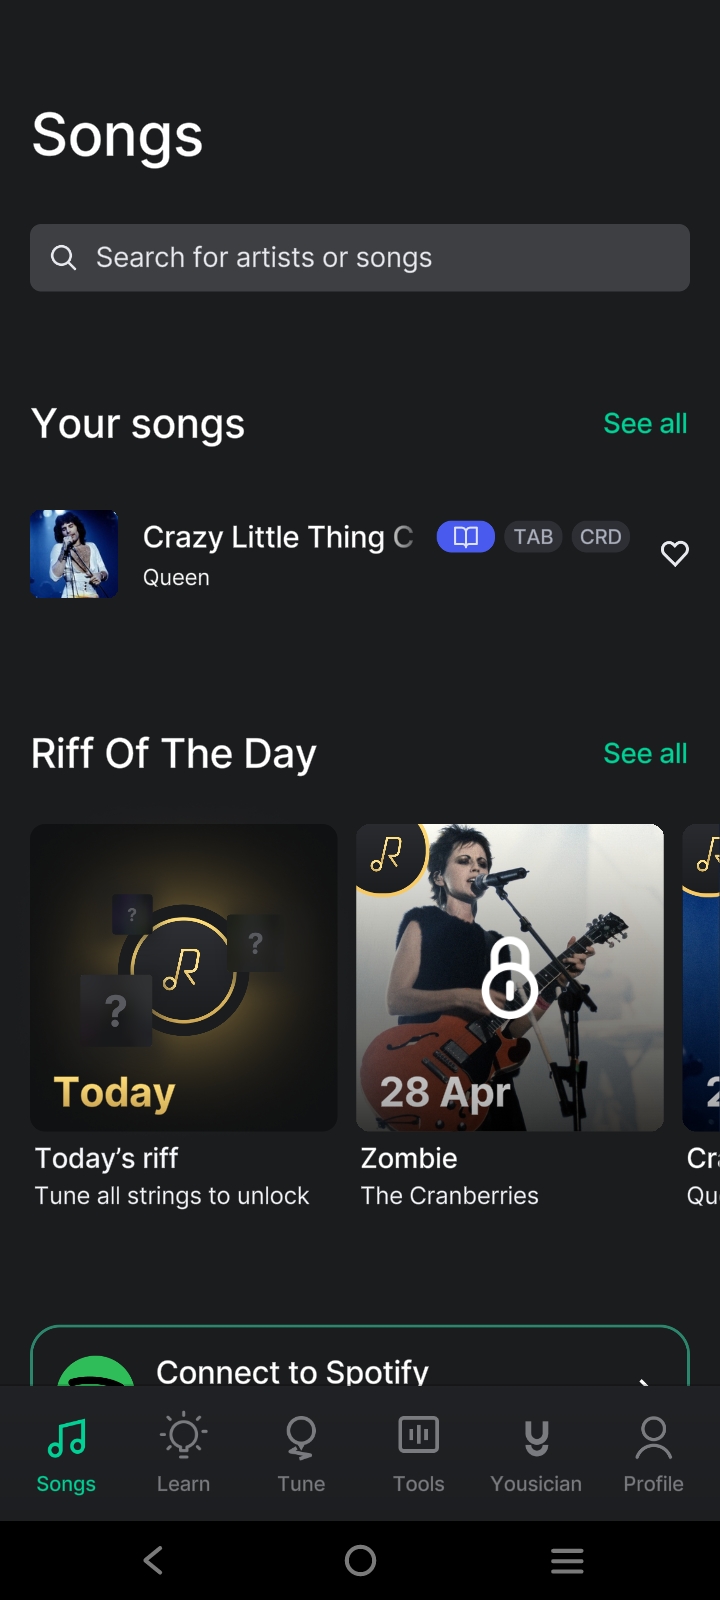 Songs
Search for artists or songs
Your songs
See all
Crazy Little Thing C
TAB
CRD
Queen
Riff Of The Day
See all
?
?
?
Today
28 Apr
2
Today’s riff
Zombie
Cra
Tune all strings to unlock
The Cranberries
Qu
Connect to Spotify
Songs
Learn
Tune
Tools
Yousician
Profile